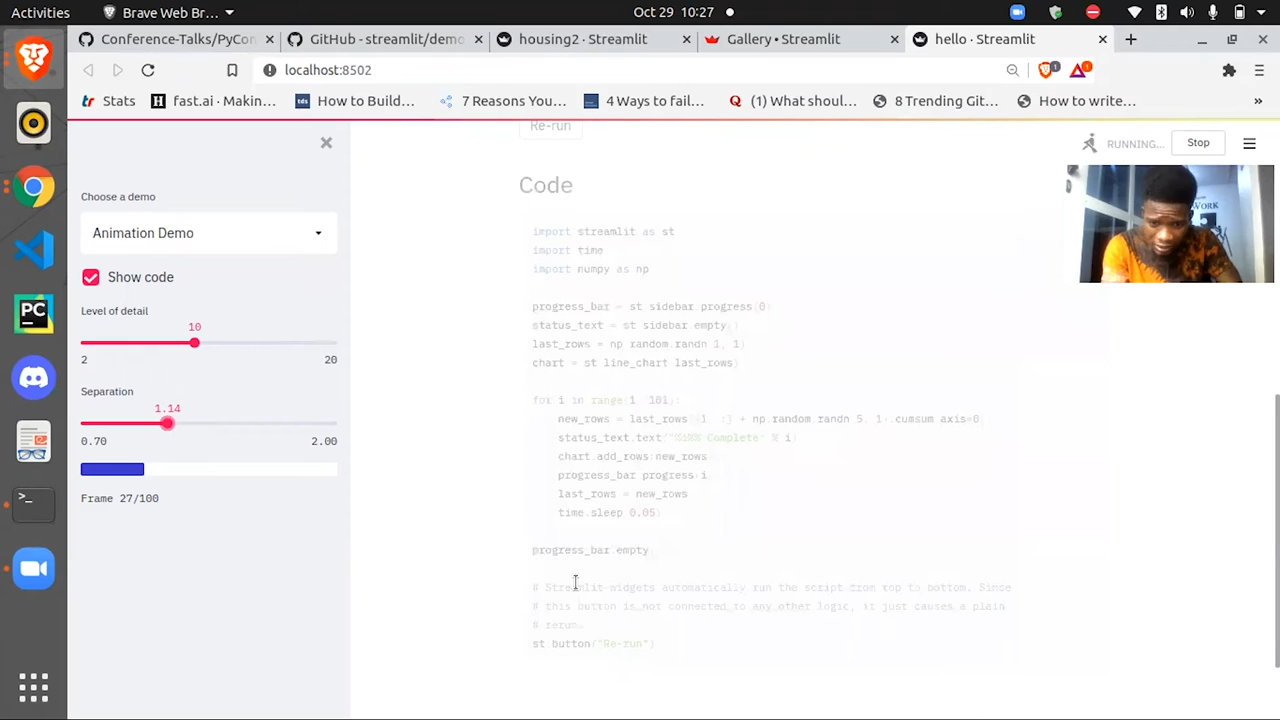 Activities
Brave Web Br...
Oct 29 10:27
Conference-Talks/PyCon
GitHub - streamlit/demo
housing2 · Streamlit
Gallery • Streamlit
hello · Streamlit
localhost:8502
1
1
tr Stats
H fast.ai · Makin...
tds How to Build...
7 Reasons You...
4 Ways to fail...
Q (1) What shoul...
8 Trending Git...
How to write...
»
Choose a demo
Animation Demo
Show code
Level of detail
10
2
20
Separation
1.14
0.70
2.00
Frame 27/100
PC
>_
Re-run
RUNNING...
Stop
Code
import streamlit as st
import time
import numpy as np
progress_bar = st sidebar progress(0)
status_text = st sidebar.empty()
last_rows = np random.randn 1, 1)
chart = st line_chart last_rows)
for i in range(1 101):
new_rows = last_rows -1, :] + np.random.randn 5, 1).cumsum axis=0
status_text.text "%i%% Complete" % i)
chart.add_rows new_rows
progress_bar progress i
last_rows = new_rows
time.sleep 0.05)
progress_bar.empty
# Streamlit widgets automatically run the script from top to bottom. Since
# this button is not connected to any other logic, it just causes a plain
# rerun.
st button("Re-run")